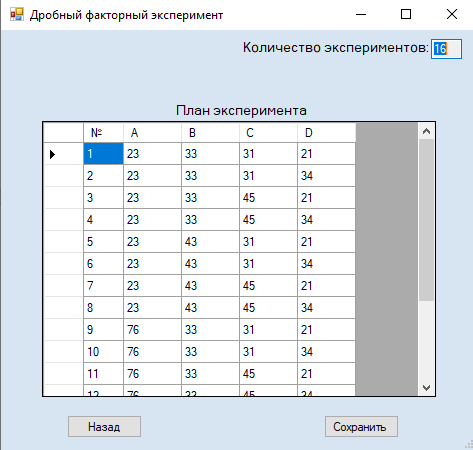 Дробный факторный эксперимент
Количество экспериментов: 16
План эксперимента
№ A B C D
1 23 33 31 21
2 23 33 31 34
3 23 33 45 21
4 23 33 45 34
5 23 43 31 21
6 23 43 31 34
7 23 43 45 21
8 23 43 45 34
9 76 33 31 21
10 76 33 31 34
11 76 33 45 21
12 76 33 45 34
Назад Сохранить